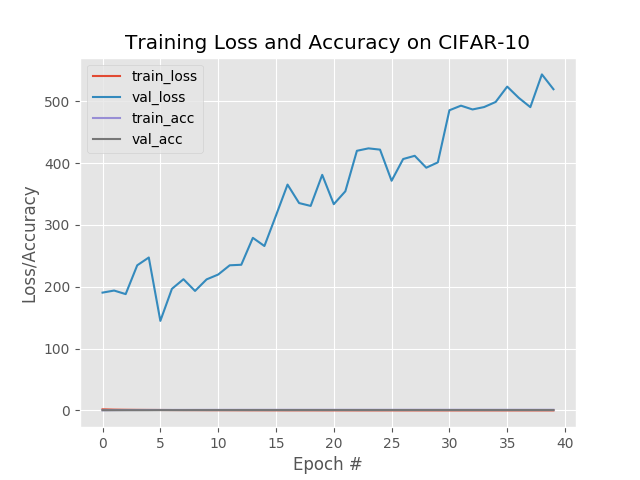 Training Loss and Accuracy on CIFAR-10
train_loss
val_loss
train_acc
val_acc
Loss/Accuracy
500
400
300
200
100
0
0 5 10 15 20 25 30 35 40
Epoch #